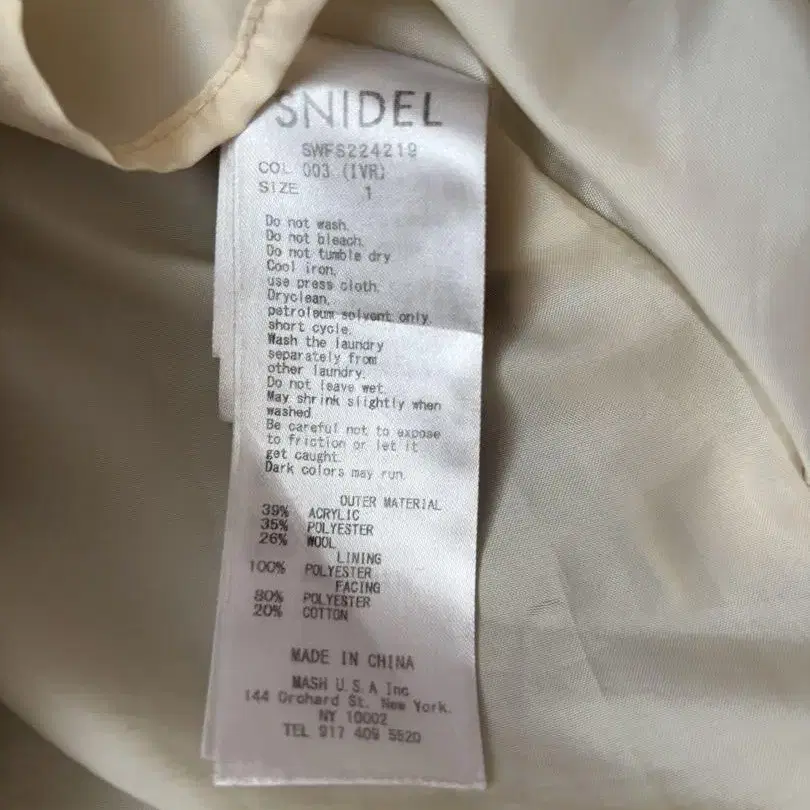 SNIDEL
SWFS224219
COL 003 (IVR)
SIZE 1
Do not wash.
Do not bleach.
Do not tumble dry
Cool iron.
use press cloth.
Dryclean.
petroleum solvent only.
short cycle.
Wash the laundry
separately from
other laundry.
Do not leave wet.
May shrink slightly when
washed
Be careful not to expose
to friction or let it
get caught.
Dark colors may run.
OUTER MATERIAL
39% ACRYLIC
35% POLYESTER
26% WOOL
LINING
100% POLYESTER
FACING
80% POLYESTER
20% COTTON
MADE IN CHINA
MASH U.S.A Inc
144 Orchard St. New York.
NY 10002
TEL 917 409 5520